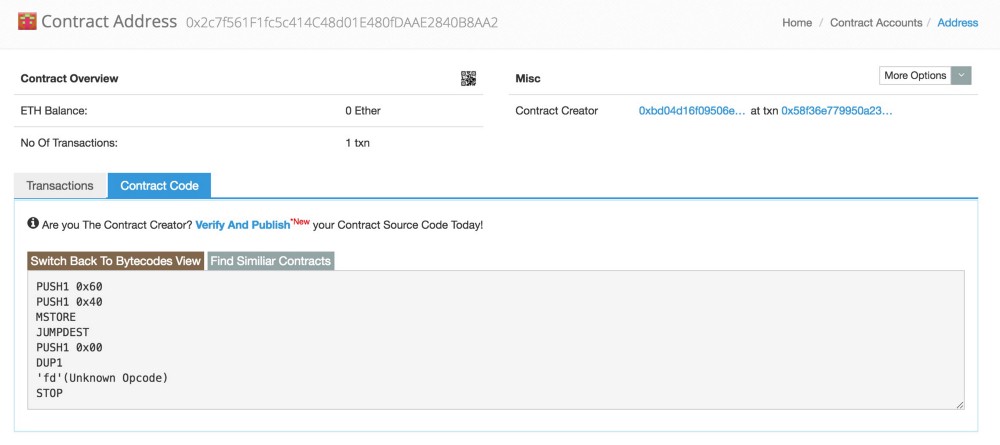 Contract Address 0x2c7f561F1fc5c414C48d01E480fDAAE2840B8AA2
Home / Contract Accounts / Address
Contract Overview
Misc
More Options
ETH Balance: 0 Ether
Contract Creator 0xbd04d16f09506e... at txn 0x58f36e779950a23...
No Of Transactions: 1 txn
Transactions Contract Code
Are you The Contract Creator? Verify And Publish*New your Contract Source Code Today!
Switch Back To Bytecodes View Find Similiar Contracts
PUSH1 0x60
PUSH1 0x40
MSTORE
JUMPDEST
PUSH1 0x00
DUP1
'fd'(Unknown Opcode)
STOP